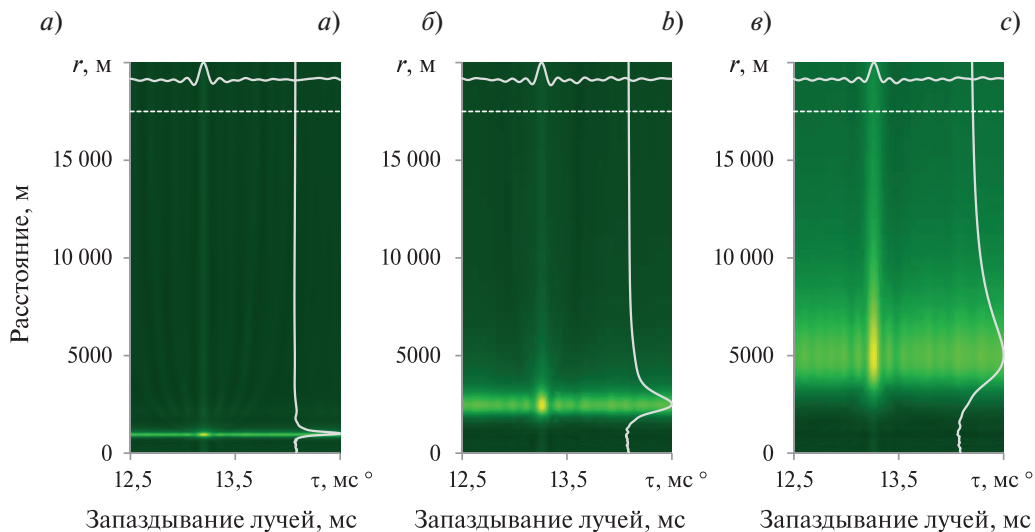 а) а) б) b) в) c)
r, м r, м r, м
15 000 15 000 15 000
10 000 10 000 10 000
Расстояние, м
5000 5000 5000
0 0 0
12,5 13,5 τ, мс ° 12,5 13,5 τ, мс ° 12,5 13,5 τ, мс °
Запаздывание лучей, мс Запаздывание лучей, мс Запаздывание лучей, мс